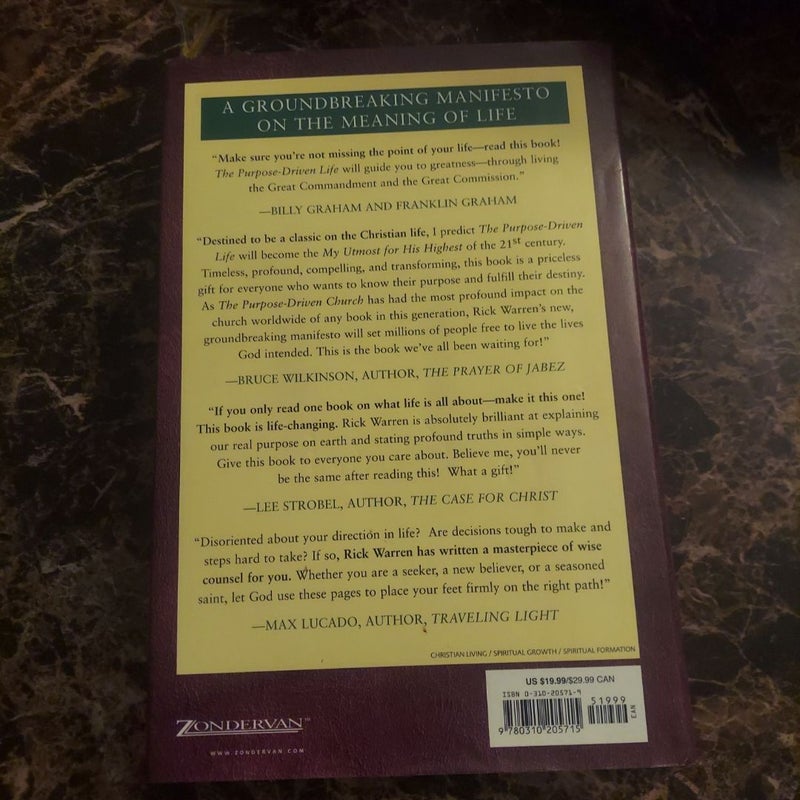 A GROUNDBREAKING MANIFESTO
ON THE MEANING OF LIFE
“Make sure you're not missing the point of your life—read this book!
The Purpose-Driven Life will guide you to greatness—through living
the Great Commandment and the Great Commission.”
—BILLY GRAHAM AND FRANKLIN GRAHAM
“Destined to be a classic on the Christian life, I predict The Purpose-Driven
Life will become the My Utmost for His Highest of the 21st century.
Timeless, profound, compelling, and transforming, this book is a priceless
gift for everyone who wants to know their purpose and fulfill their destiny.
As The Purpose-Driven Church has had the most profound impact on the
church worldwide of any book in this generation, Rick Warren's new,
groundbreaking manifesto will set millions of people free to live the lives
God intended. This is the book we've all been waiting for!”
—BRUCE WILKINSON, AUTHOR, THE PRAYER OF JABEZ
“If you only read one book on what life is all about—make it this one!
This book is life-changing. Rick Warren is absolutely brilliant at explaining
our real purpose on earth and stating profound truths in simple ways.
Give this book to everyone you care about. Believe me, you'll never
be the same after reading this! What a gift!”
—LEE STROBEL, AUTHOR, THE CASE FOR CHRIST
“Disoriented about your direction in life? Are decisions tough to make and
steps hard to take? If so, Rick Warren has written a masterpiece of wise
counsel for you. Whether you are a seeker, a new believer, or a seasoned
saint, let God use these pages to place your feet firmly on the right path!”
—MAX LUCADO, AUTHOR, TRAVELING LIGHT
CHRISTIAN LIVING / SPIRITUAL GROWTH / SPIRITUAL FORMATION
US $19.99/$29.99 CAN
ISBN 0-310-20571-9
51999
EAN
9 780310 205715
ZONDERVAN™
WWW.ZONDERVAN.COM